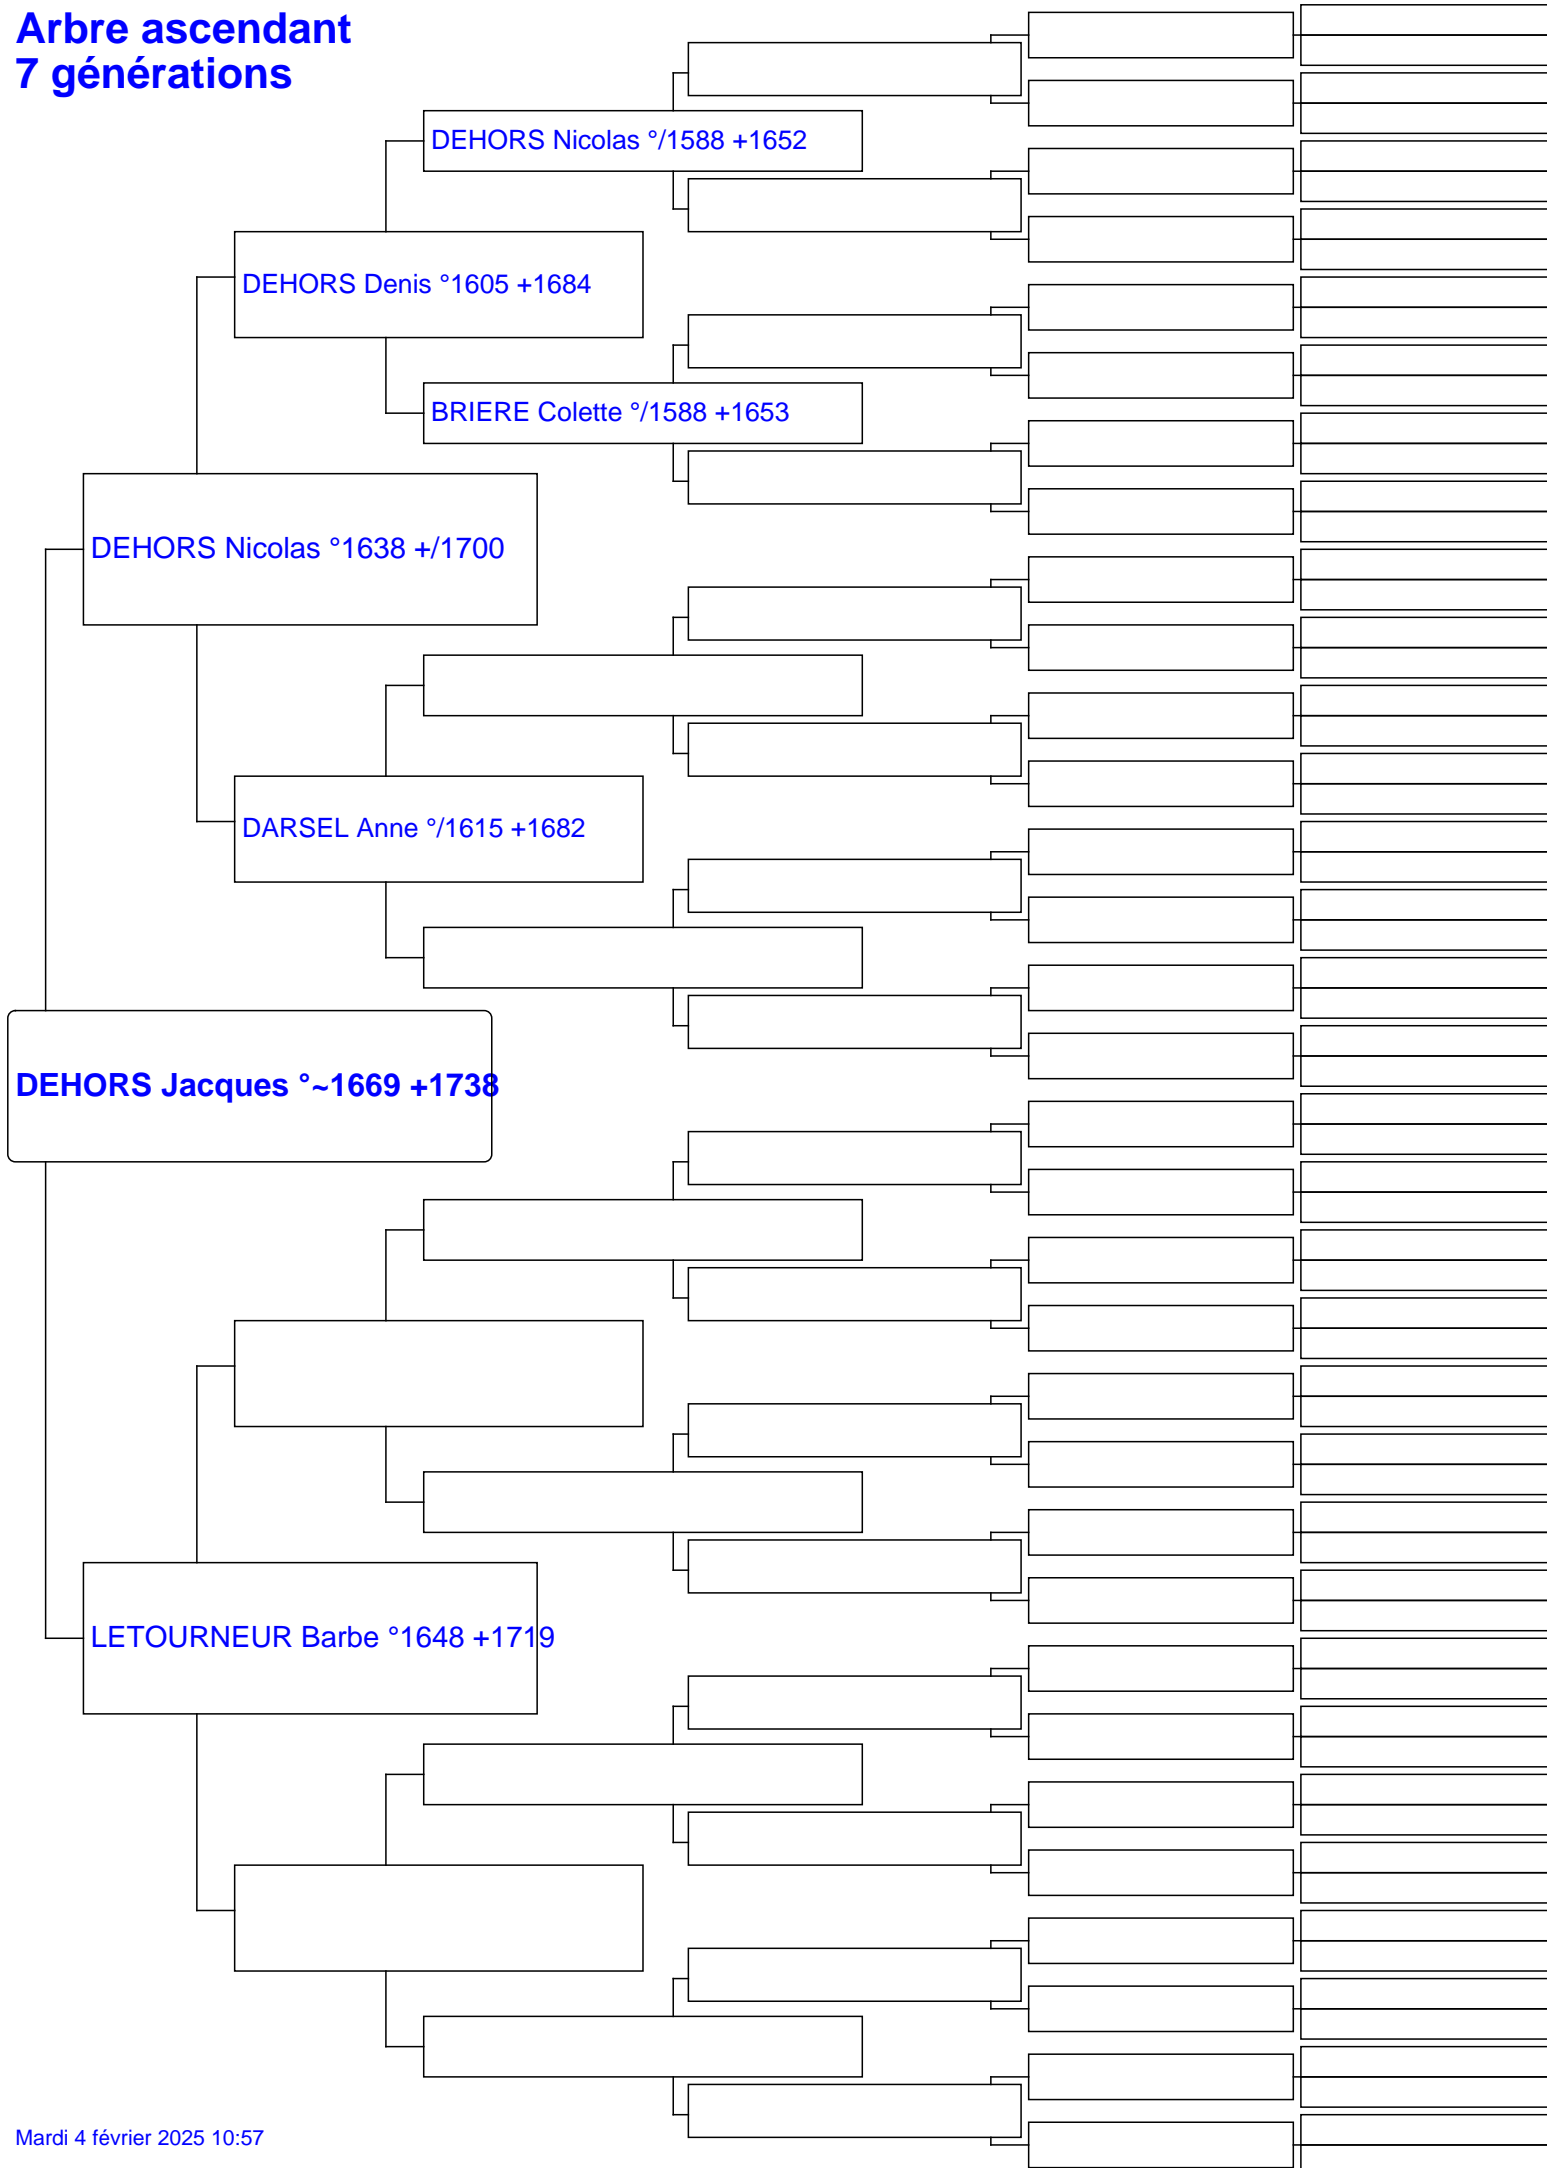 Arbre ascendant
7 générations
DEHORS Nicolas °/1588 +1652
DEHORS Denis °1605 +1684
BRIERE Colette °/1588 +1653
DEHORS Nicolas °1638 +/1700
DARSEL Anne °/1615 +1682
DEHORS Jacques °~1669 +1738
LETOURNEUR Barbe °1648 +1719
Mardi 4 février 2025 10:57